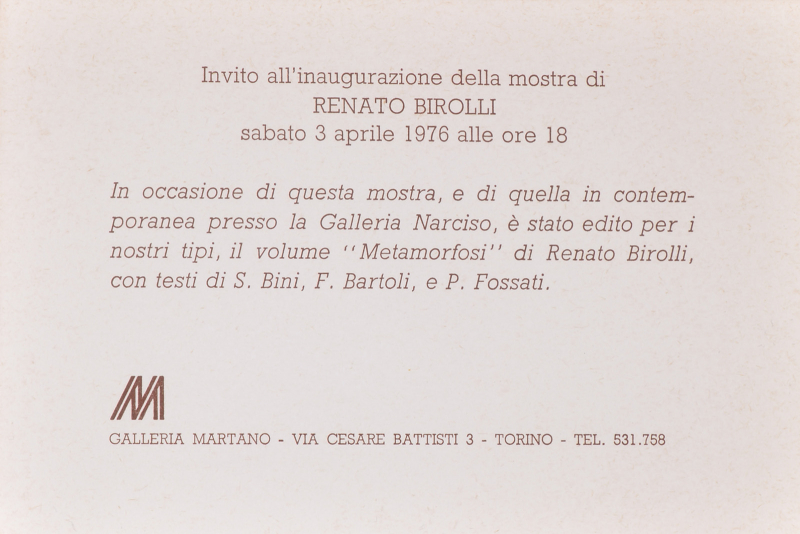 Invito all'inaugurazione della mostra di
RENATO BIROLLI
sabato 3 aprile 1976 alle ore 18
In occasione di questa mostra, e di quella in contem-
poranea presso la Galleria Narciso, è stato edito per i
nostri tipi, il volume ''Metamorfosi'' di Renato Birolli,
con testi di S. Bini, F. Bartoli, e P. Fossati.
M
GALLERIA MARTANO - VIA CESARE BATTISTI 3 - TORINO - TEL. 531.758